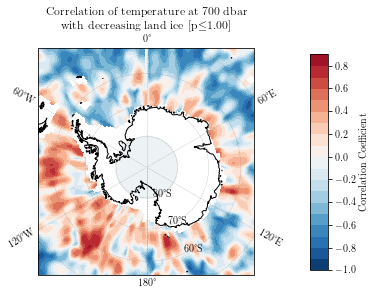 Correlation of temperature at 700 dbar
with decreasing land ice [p≤1.00]
0°
60°W
60°E
80°S
70°S
60°S
120°W
120°E
180°
0.8
0.6
0.4
0.2
0.0
−0.2
−0.4
−0.6
−0.8
−1.0
Correlation Coefficient